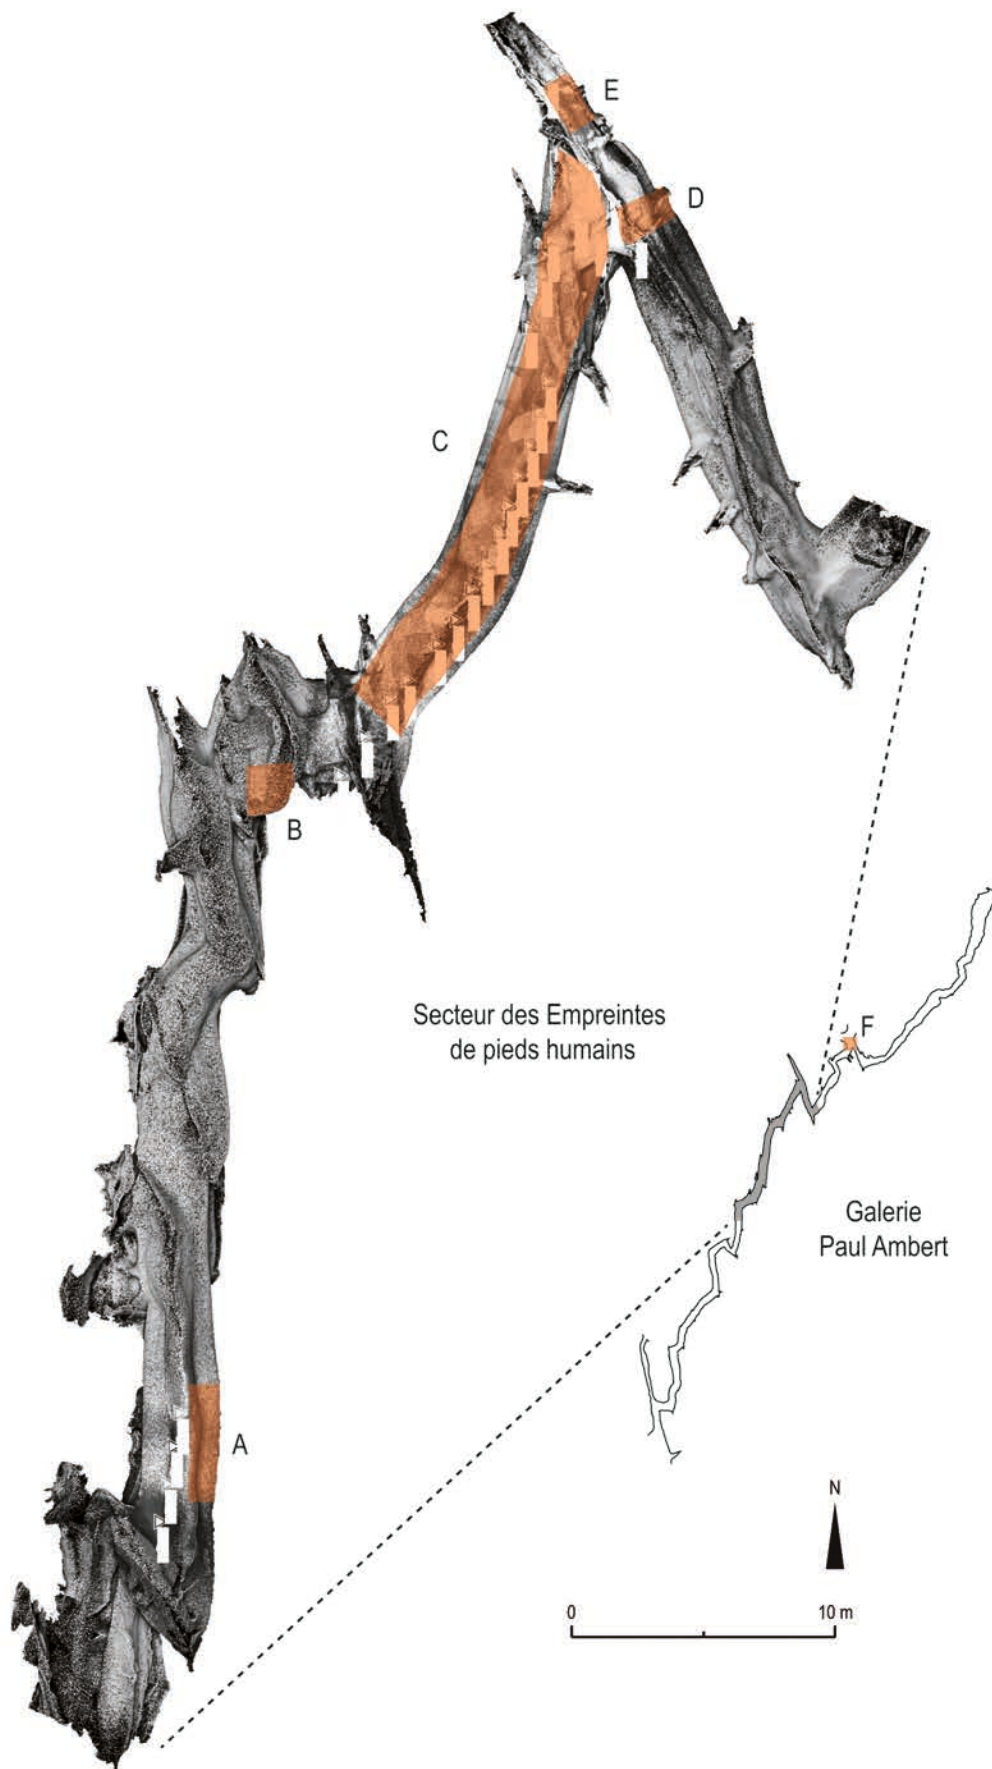 E
D
C
B
Secteur des Empreintes
de pieds humains
F
Galerie
Paul Ambert
A
N
0 10 m